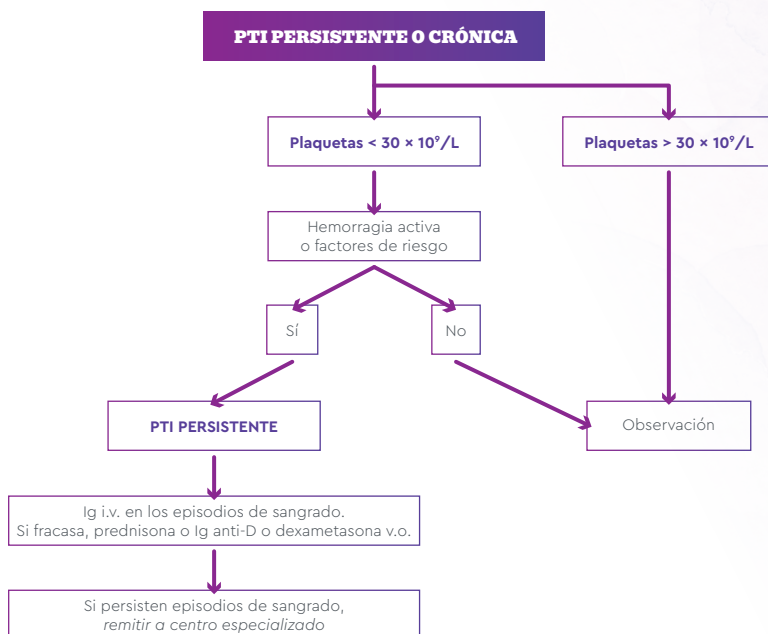 PTI PERSISTENTE O CRÓNICA
Plaquetas < 30 × 10⁹/L
Plaquetas > 30 × 10⁹/L
Hemorragia activa
o factores de riesgo
Sí
No
PTI PERSISTENTE
Observación
Ig i.v. en los episodios de sangrado.
Si fracasa, prednisona o Ig anti-D o dexametasona v.o.
Si persisten episodios de sangrado,
remitir a centro especializado